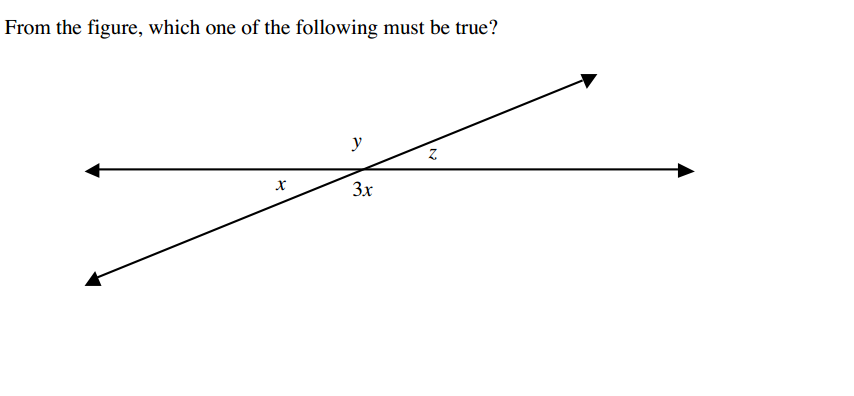 From the figure, which one of the following must be true?
y
z
x
3x